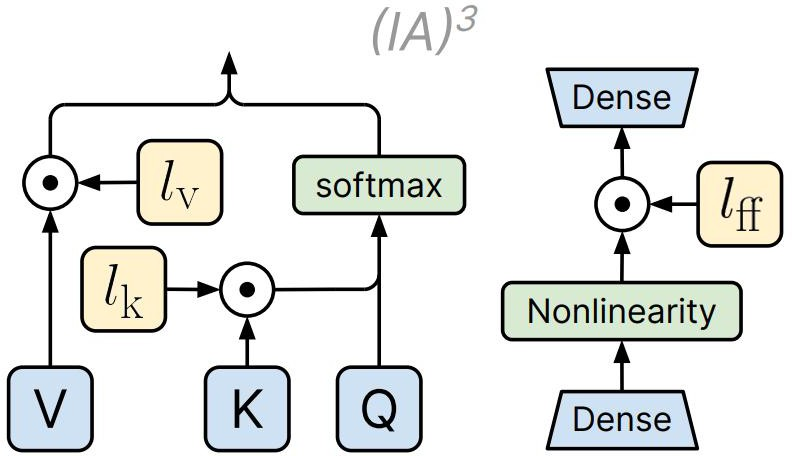 (IA)³
Dense
l_v
softmax
l_ff
l_k
Nonlinearity
V
K
Q
Dense